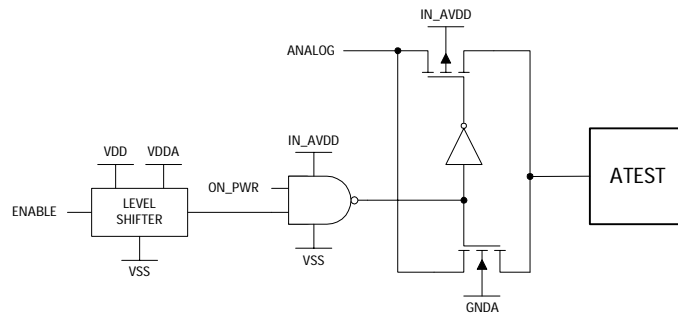 IN_AVDD
ANALOG
IN_AVDD
VDD
VDDA
ON_PWR
ATEST
ENABLE
LEVEL
SHIFTER
VSS
VSS
GNDA